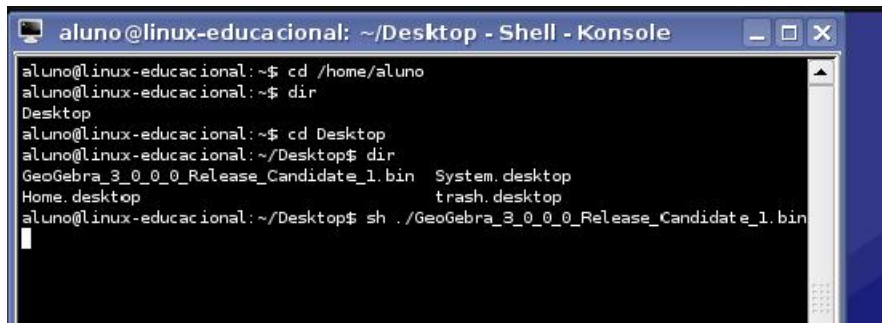 aluno@linux-educacional: ~/Desktop - Shell - Konsole
aluno@linux-educacional:~$ cd /home/aluno
aluno@linux-educacional:~$ dir
Desktop
aluno@linux-educacional:~$ cd Desktop
aluno@linux-educacional:~/Desktop$ dir
GeoGebra_3_0_0_0_Release_Candidate_1.bin  System.desktop
Home.desktop                              trash.desktop
aluno@linux-educacional:~/Desktop$ sh ./GeoGebra_3_0_0_0_Release_Candidate_1.bin